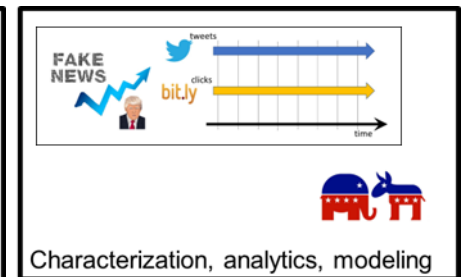 tweets
FAKE
NEWS
clicks
bit.ly
time
Characterization, analytics, modeling